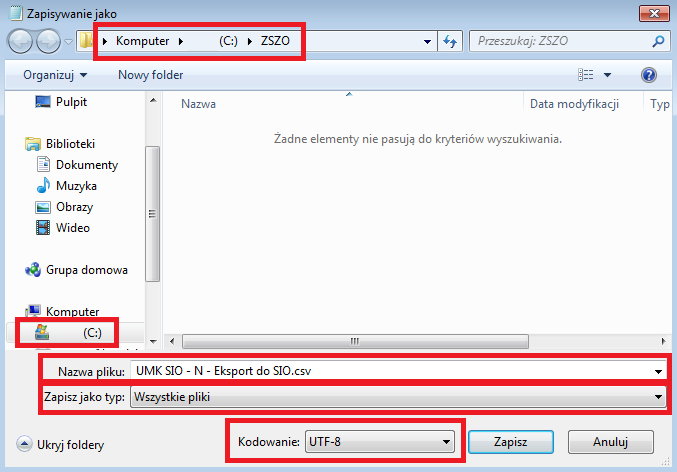 Zapisywanie jako
Komputer (C:) ZSZO
Przeszukaj: ZSZO
Organizuj New folder
Pulpit
Biblioteki
Dokumenty
Muzyka
Obrazy
Wideo
Grupa domowa
Komputer
(C:)
Nazwa Data modyfikacji Typ
Żadne elementy nie pasują do kryteriów wyszukiwania.
Nazwa pliku: UMK SIO - N - Eksport do SIO.csv
Zapisz jako typ: Wszystkie pliki
Ukryj foldery Kodowanie: UTF-8 Zapisz Anuluj